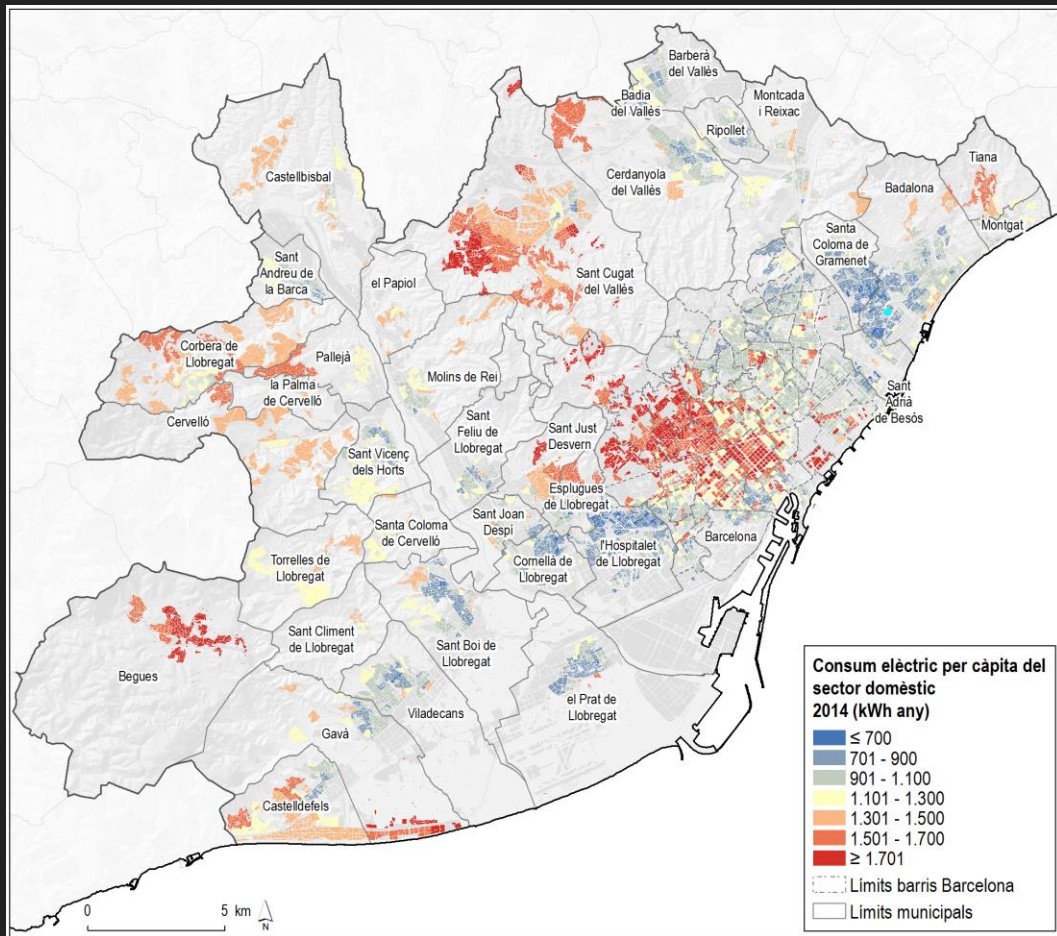 Barberà
del Vallès
Badia
del Vallès
Montcada
i Reixac
Ripollet
Tiana
Castellbisbal
Cerdanyola
del Vallès
Badalona
Montgat
Santa
Coloma de
Gramenet
Sant
Andreu de
la Barca
el Papiol
Sant Cugat
del Vallès
Corbera de
Llobregat
Pallejà
la Palma
de Cervelló
Molins de Rei
Sant
Adrià
de Besòs
Cervelló
Sant
Feliu de
Llobregat
Sant Just
Desvern
Sant Vicenç
dels Horts
Esplugues
de Llobregat
Santa Coloma
de Cervelló
Sant Joan
Despi
Barcelona
l'Hospitalet
de Llobregat
Cornellà de
Llobregat
Torrelles de
Llobregat
Sant Climent
de Llobregat
Sant Boi de
Llobregat
Begues
el Prat de
Llobregat
Viladecans
Gavà
Castelldefels
Consum elèctric per càpita del
sector domèstic
2014 (kWh any)
≤ 700
701 - 900
901 - 1.100
1.101 - 1.300
1.301 - 1.500
1.501 - 1.700
≥ 1.701
Límits barris Barcelona
Límits municipals
0 5 km
N